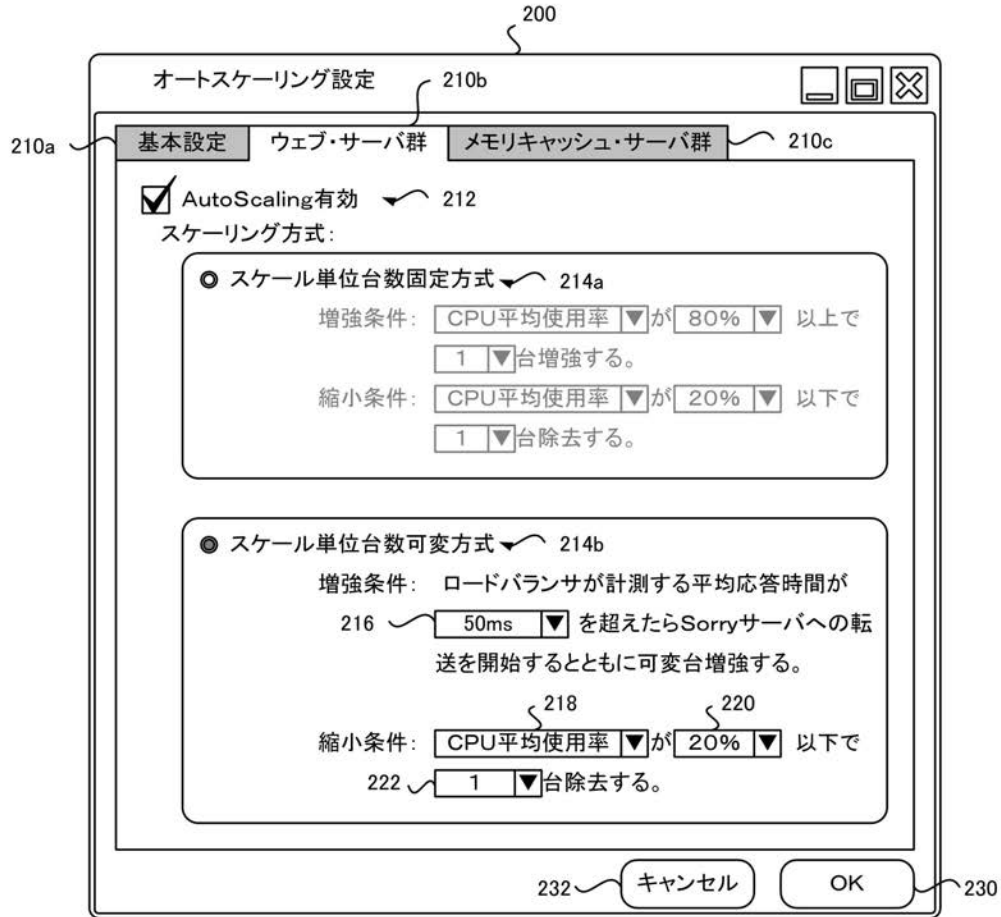 200
オートスケーリング設定 210b
210a 基本設定 ウェブ・サーバ群 メモリキャッシュ・サーバ群 210c
AutoScaling有効 212
スケーリング方式:
スケール単位台数固定方式 214a
増強条件: CPU平均使用率 ▼が 80% ▼ 以上で
1 ▼台増強する。
縮小条件: CPU平均使用率 ▼が 20% ▼ 以下で
1 ▼台除去する。
スケール単位台数可変方式 214b
増強条件: ロードバランサが計測する平均応答時間が
216 50ms ▼ を超えたらSorryサーバへの転
送を開始するとともに可変台増強する。
218 220
縮小条件: CPU平均使用率 ▼が 20% ▼ 以下で
222 1 ▼台除去する。
232 キャンセル OK 230